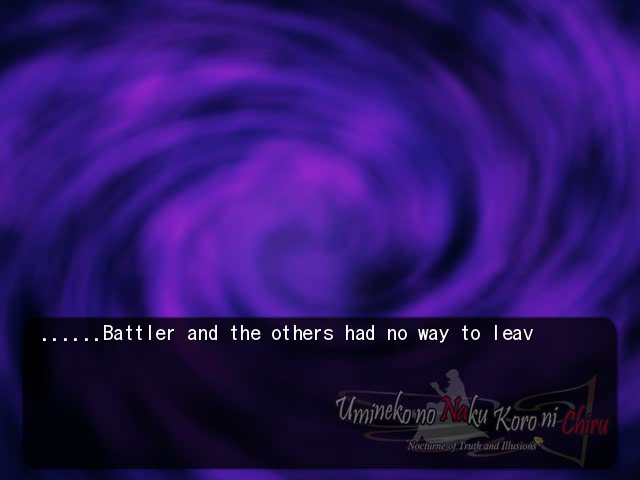 ......Battler and the others had no way to leav
Umineko no Naku Koro ni Chiru
Nocturne of Truth and Illusions